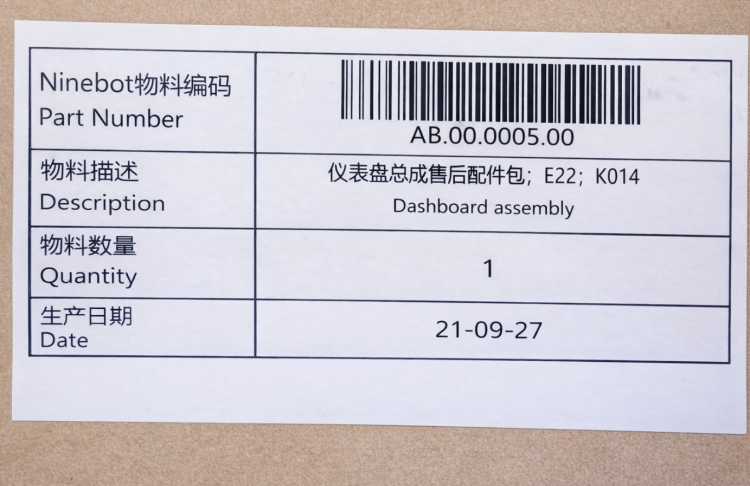 Ninebot物料编码
Part Number
AB.00.0005.00
物料描述
Description
仪表盘总成售后配件包；E22；K014
Dashboard assembly
物料数量
Quantity
1
生产日期
Date
21-09-27